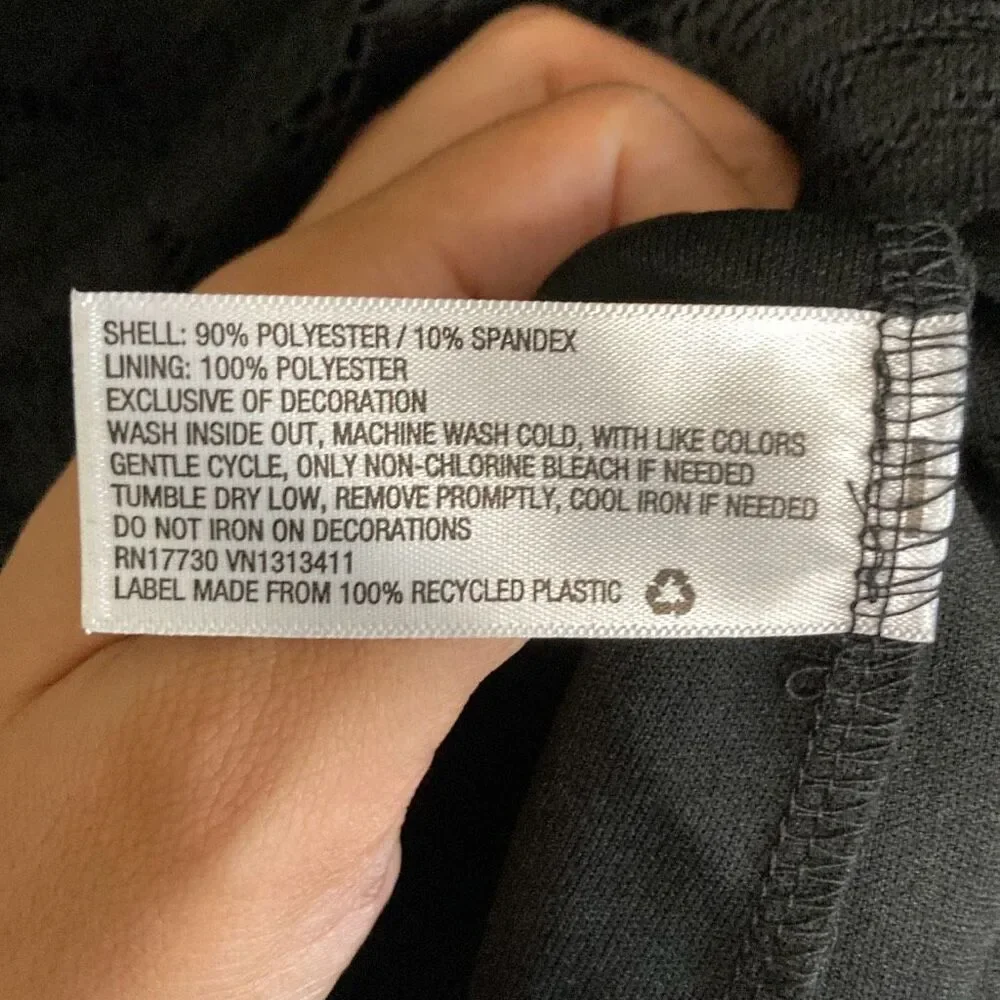 SHELL: 90% POLYESTER / 10% SPANDEX
LINING: 100% POLYESTER
EXCLUSIVE OF DECORATION
WASH INSIDE OUT, MACHINE WASH COLD, WITH LIKE COLORS
GENTLE CYCLE, ONLY NON-CHLORINE BLEACH IF NEEDED
TUMBLE DRY LOW, REMOVE PROMPTLY, COOL IRON IF NEEDED
DO NOT IRON ON DECORATIONS
RN17730 VN1313411
LABEL MADE FROM 100% RECYCLED PLASTIC